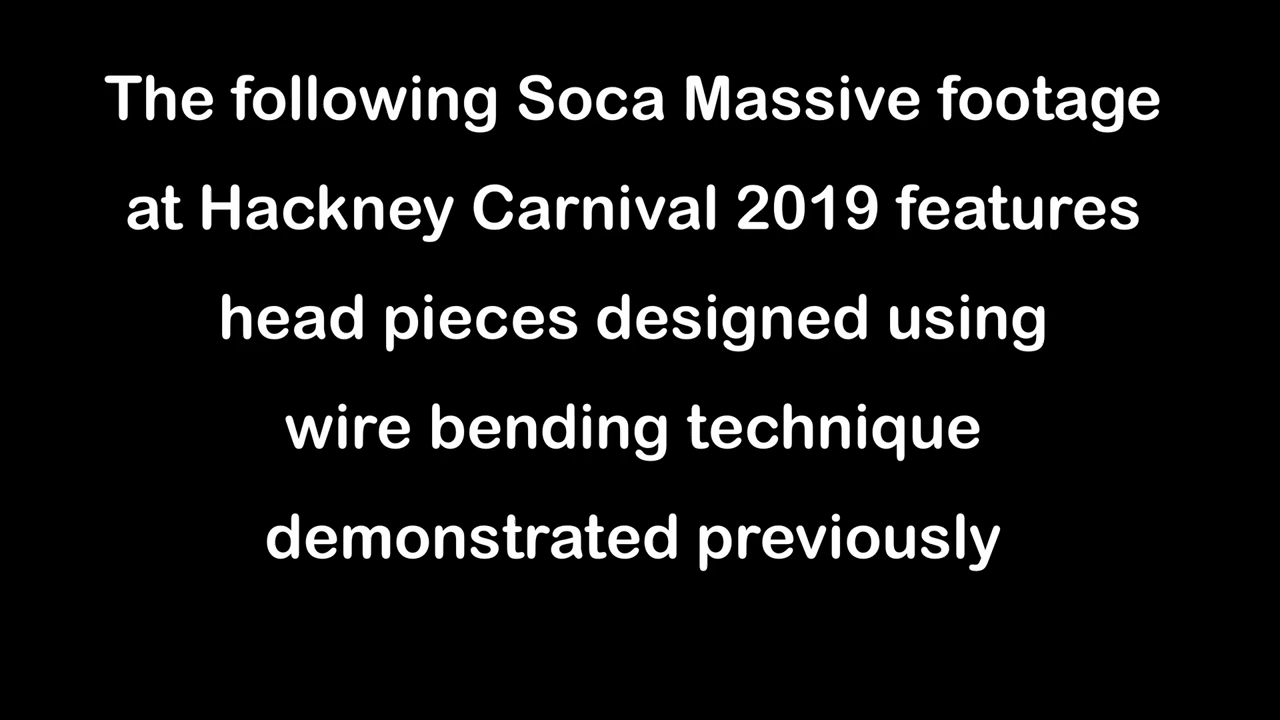 The following Soca Massive footage
at Hackney Carnival 2019 features
head pieces designed using
wire bending technique
demonstrated previously